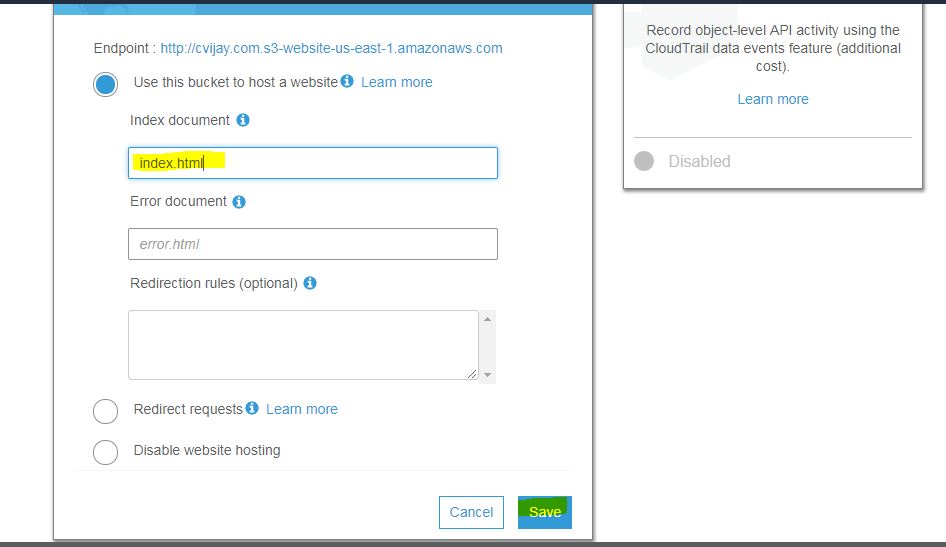 Endpoint : http://cvijay.com.s3-website-us-east-1.amazonaws.com
Use this bucket to host a website Learn more
Index document
index.html
Error document
error.html
Redirection rules (optional)
Redirect requests Learn more
Disable website hosting
Cancel Save
Record object-level API activity using the
CloudTrail data events feature (additional
cost).
Learn more
Disabled